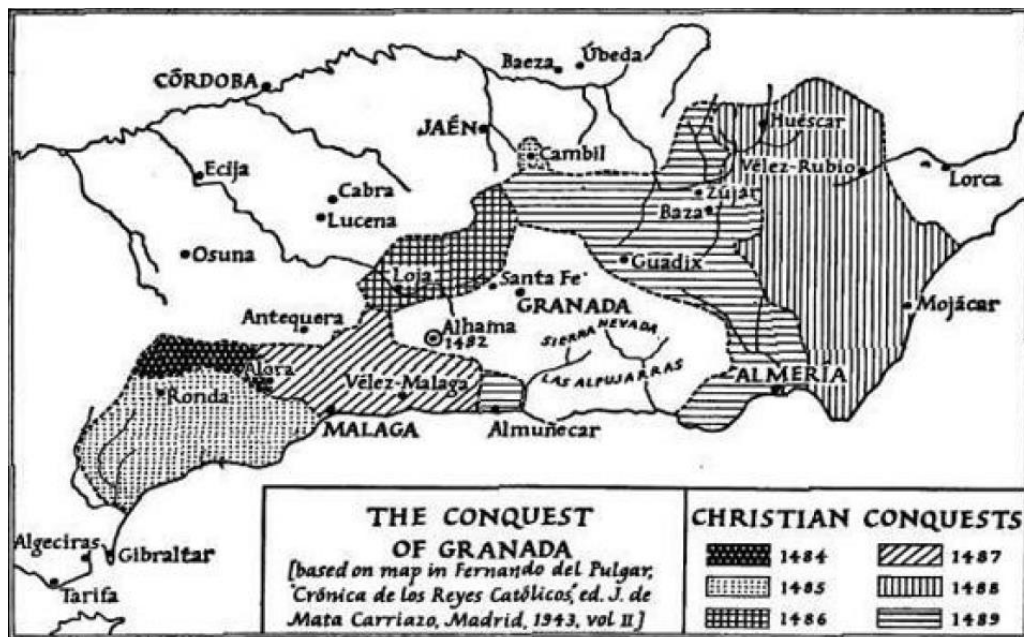 Baeza
Úbeda
CÓRDOBA
JAÉN
Huéscar
Cambil
Vélez-Rubio
Lorca
Ecija
Cabra
Zújar
Lucena
Baza
Osuna
Guadix
Loja
Santa Fe
GRANADA
Mojácar
Antequera
Alhama
1482
SIERRA NEVADA
LAS ALPUJARRAS
ALMERÍA
Alora
Vélez-Malaga
Ronda
MALAGA
Almuñecar
Algeciras
Gibraltar
Tarifa
THE CONQUEST
OF GRANADA
[based on map in Fernando del Pulgar,
"Crónica de los Reyes Católicos", ed. J. de
Mata Carriazo, Madrid, 1943, vol II]
CHRISTIAN CONQUESTS
1484
1487
1485
1488
1486
1489